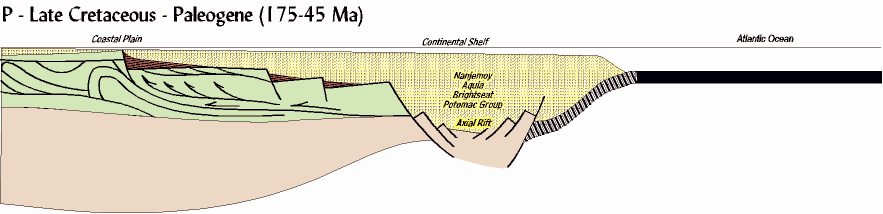 P - Late Cretaceous - Paleogene (175-45 Ma)
Coastal Plain
Continental Shelf
Atlantic Ocean
Nanjemoy
Aquia
Brightseat
Potomac Group
Axial Rift